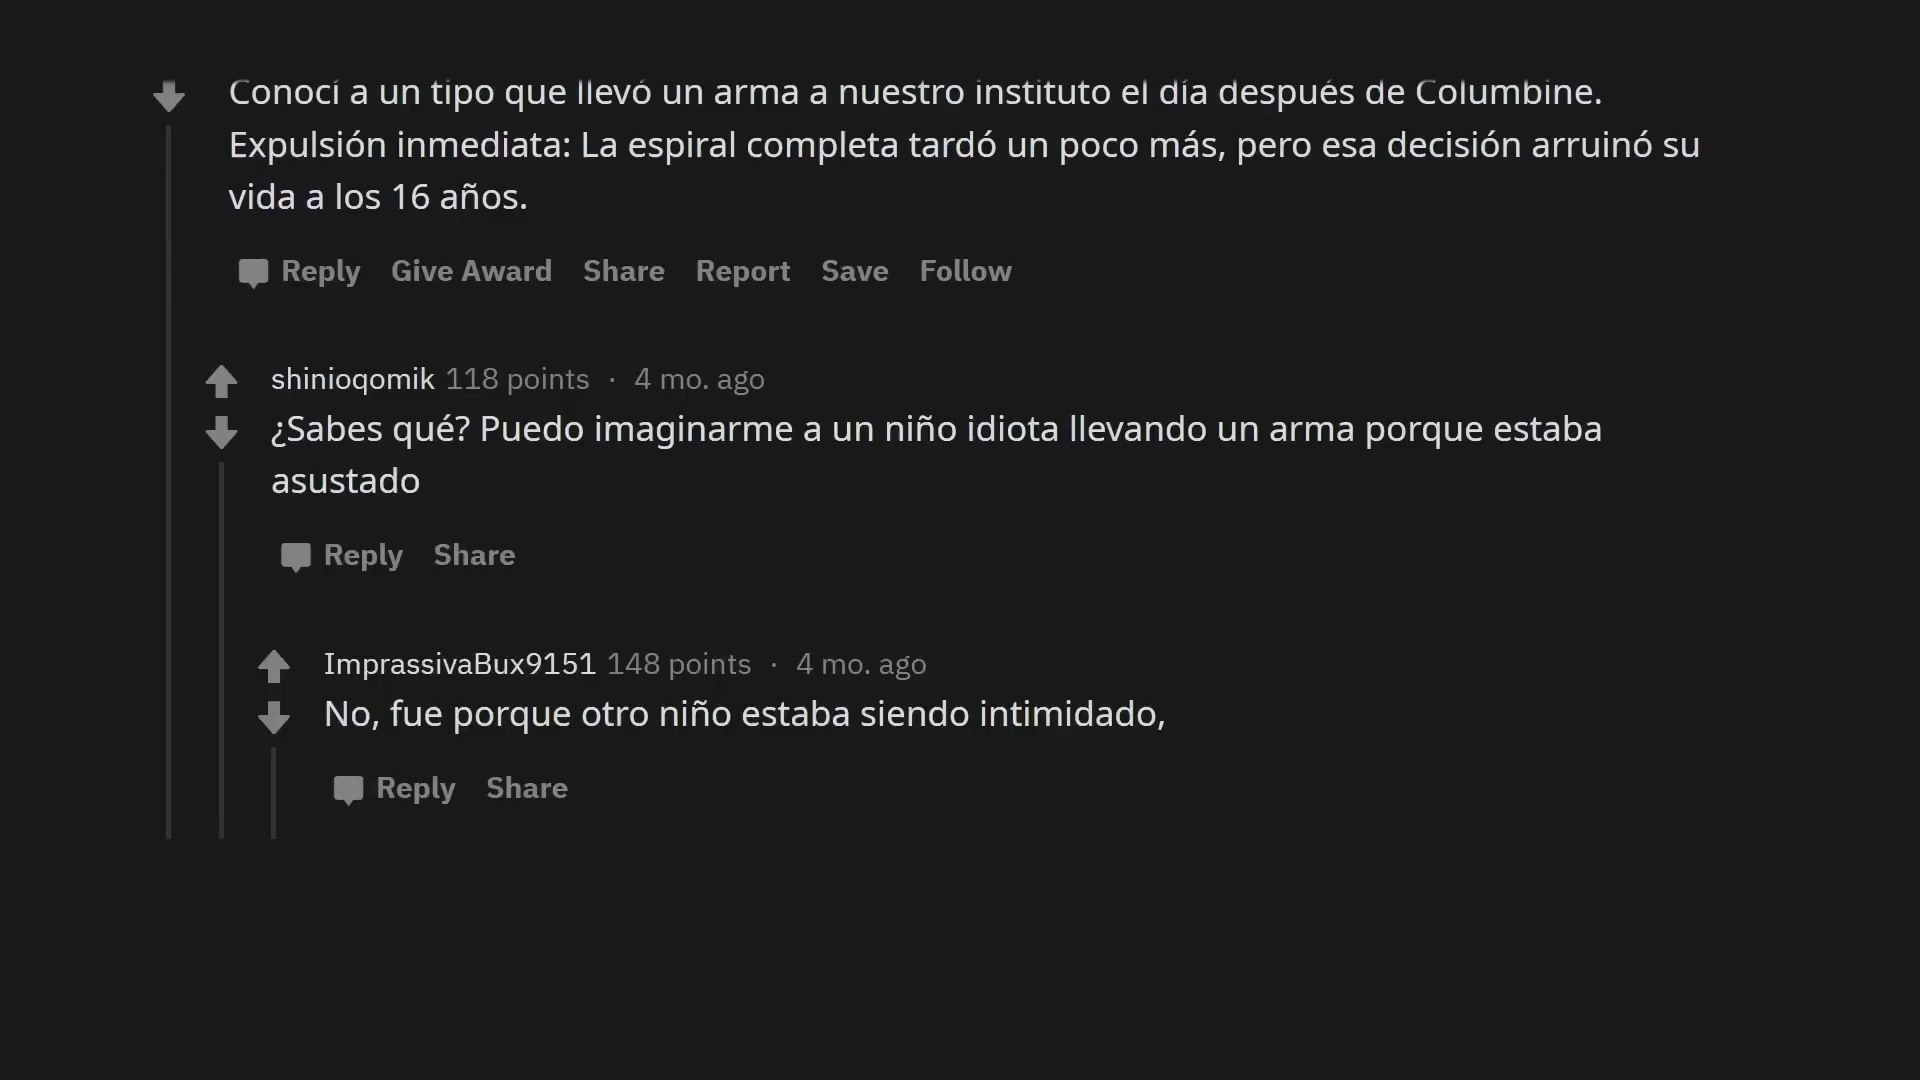 Conocí a un tipo que llevó un arma a nuestro instituto el día después de Columbine.
Expulsión inmediata: La espiral completa tardó un poco más, pero esa decisión arruinó su
vida a los 16 años.
Reply Give Award Share Report Save Follow
shinioqomik 118 points · 4 mo. ago
¿Sabes qué? Puedo imaginarme a un niño idiota llevando un arma porque estaba
asustado
Reply Share
ImprassivaBux9151 148 points · 4 mo. ago
No, fue porque otro niño estaba siendo intimidado,
Reply Share